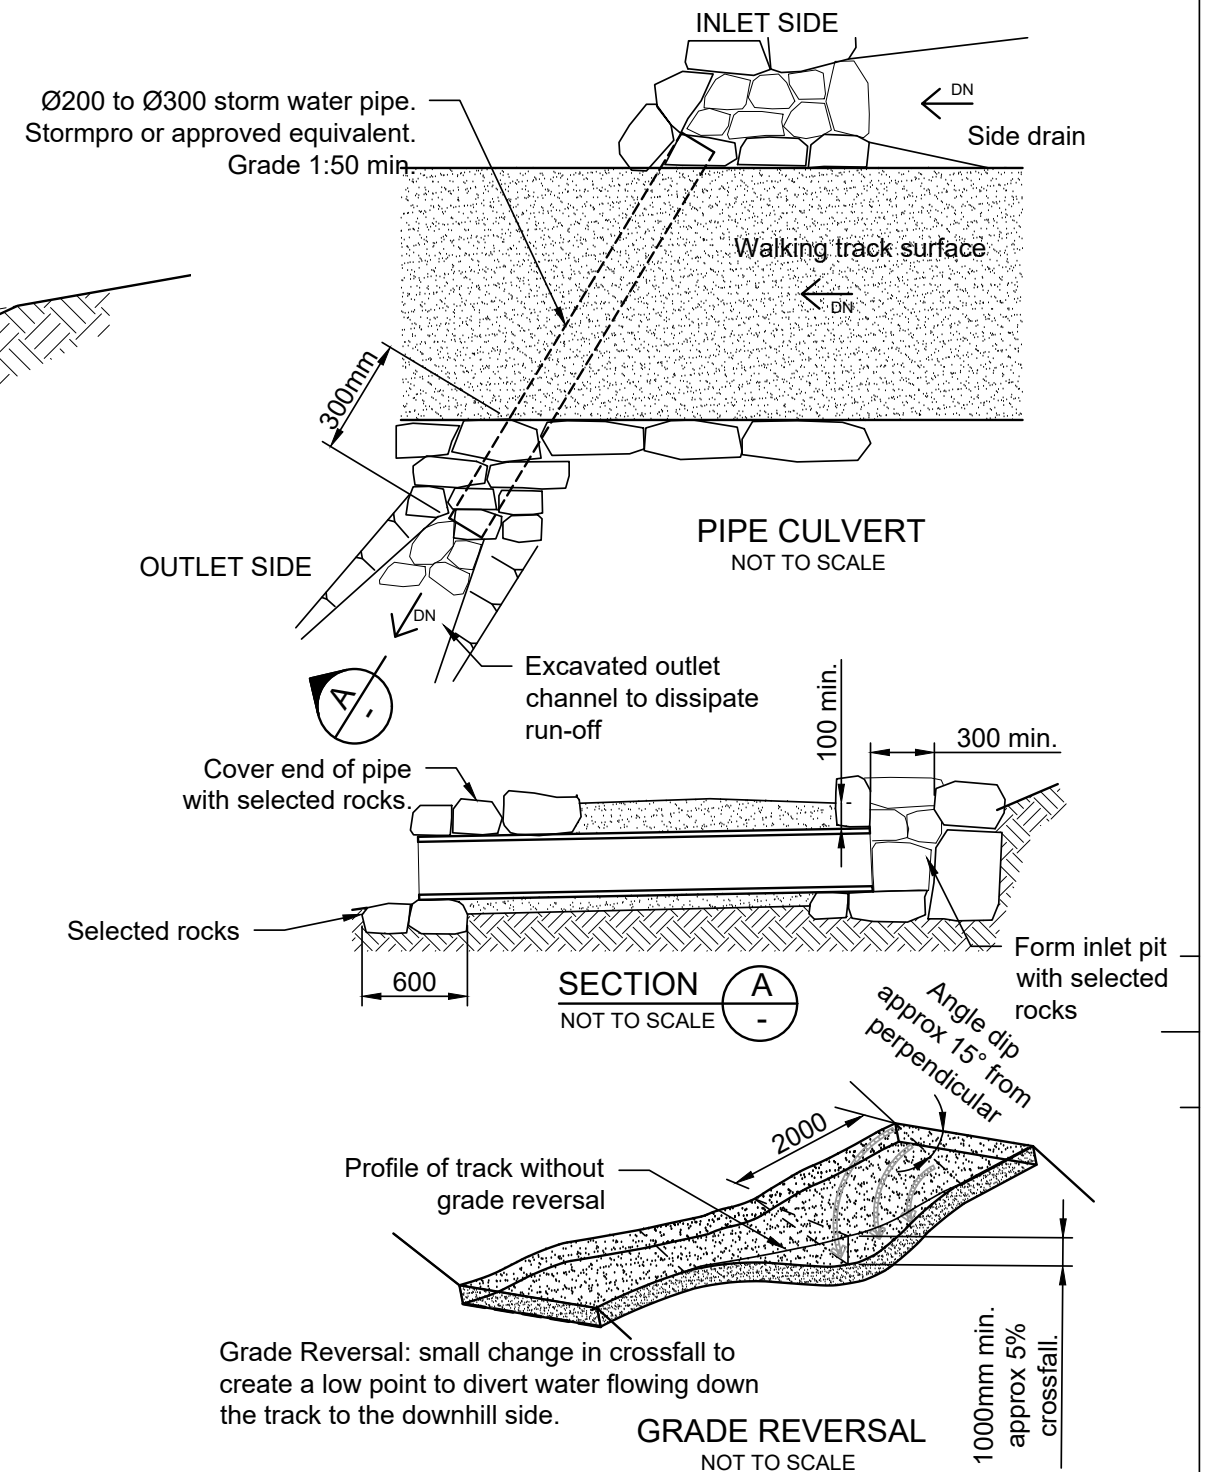 INLET SIDE
Ø200 to Ø300 storm water pipe.
Stormpro or approved equivalent.
Grade 1:50 min.
DN
Side drain
Walking track surface
DN
300mm
PIPE CULVERT
NOT TO SCALE
OUTLET SIDE
DN
Excavated outlet
channel to dissipate
run-off
A
-
100 min.
300 min.
Cover end of pipe
with selected rocks.
-
Selected rocks
600
Form inlet pit
with selected
rocks
SECTION
NOT TO SCALE
A
-
Angle dip
approx 15° from
perpendicular
2000
Profile of track without
grade reversal
1000mm min.
approx 5%
crossfall.
Grade Reversal: small change in crossfall to
create a low point to divert water flowing down
the track to the downhill side.
GRADE REVERSAL
NOT TO SCALE